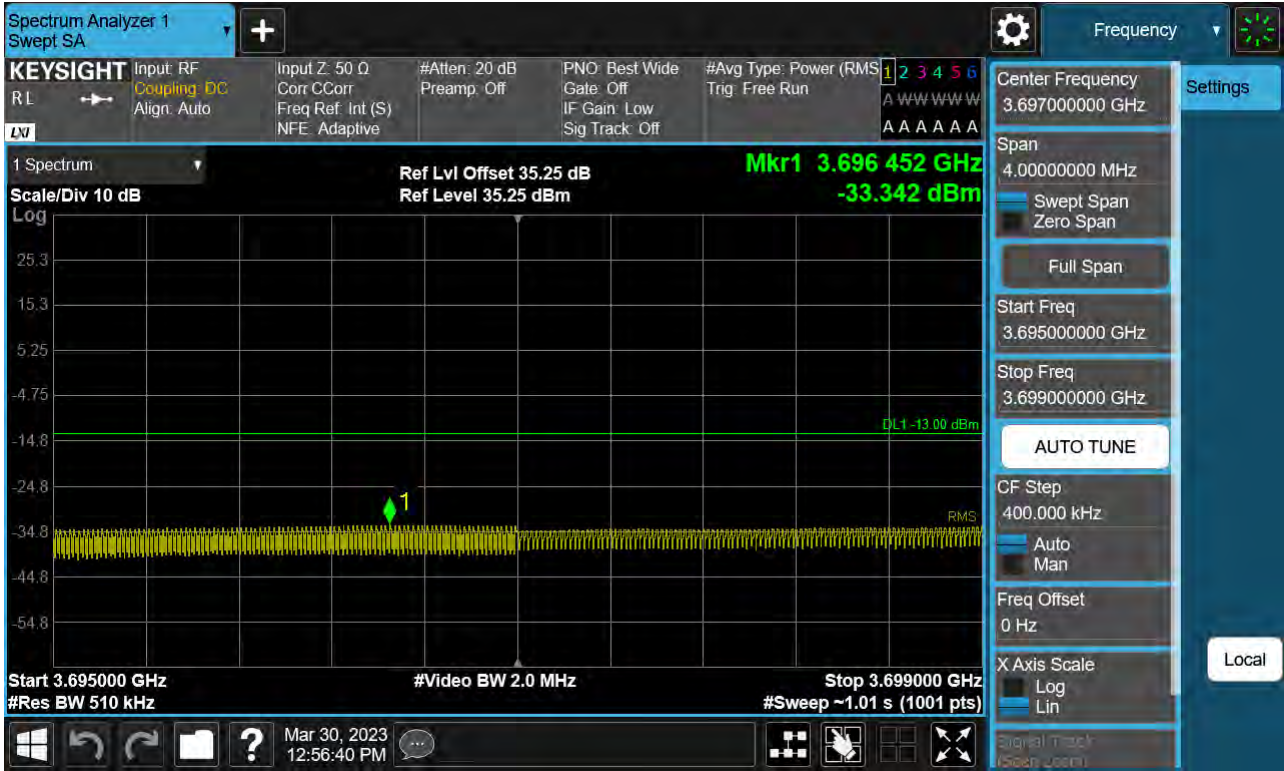 Spectrum Analyzer 1
Swept SA
+
Frequency
KEYSIGHT
RL
LXI
Input: RF
Coupling: DC
Align: Auto
Input Z: 50 Ω
Corr CCorr
Freq Ref: Int (S)
NFE: Adaptive
#Atten: 20 dB
Preamp: Off
PNO: Best Wide
Gate: Off
IF Gain: Low
Sig Track: Off
#Avg Type: Power (RMS
Trig: Free Run
1 2 3 4 5 6
A W W W W W
A A A A A A
1 Spectrum
Scale/Div 10 dB
Log
Ref Lvl Offset 35.25 dB
Ref Level 35.25 dBm
Mkr1 3.696 452 GHz
-33.342 dBm
25.3
15.3
5.25
-4.75
-14.8
-24.8
-34.8
-44.8
-54.8
DL1 -13.00 dBm
1
RMS
Start 3.695000 GHz
#Res BW 510 kHz
#Video BW 2.0 MHz
Stop 3.699000 GHz
#Sweep ~1.01 s (1001 pts)
Center Frequency
3.697000000 GHz
Span
4.00000000 MHz
Swept Span
Zero Span
Full Span
Start Freq
3.695000000 GHz
Stop Freq
3.699000000 GHz
AUTO TUNE
CF Step
400.000 kHz
Auto
Man
Freq Offset
0 Hz
X Axis Scale
Log
Lin
Signal Track
(Span Zoom)
Settings
Local
?
Mar 30, 2023
12:56:40 PM